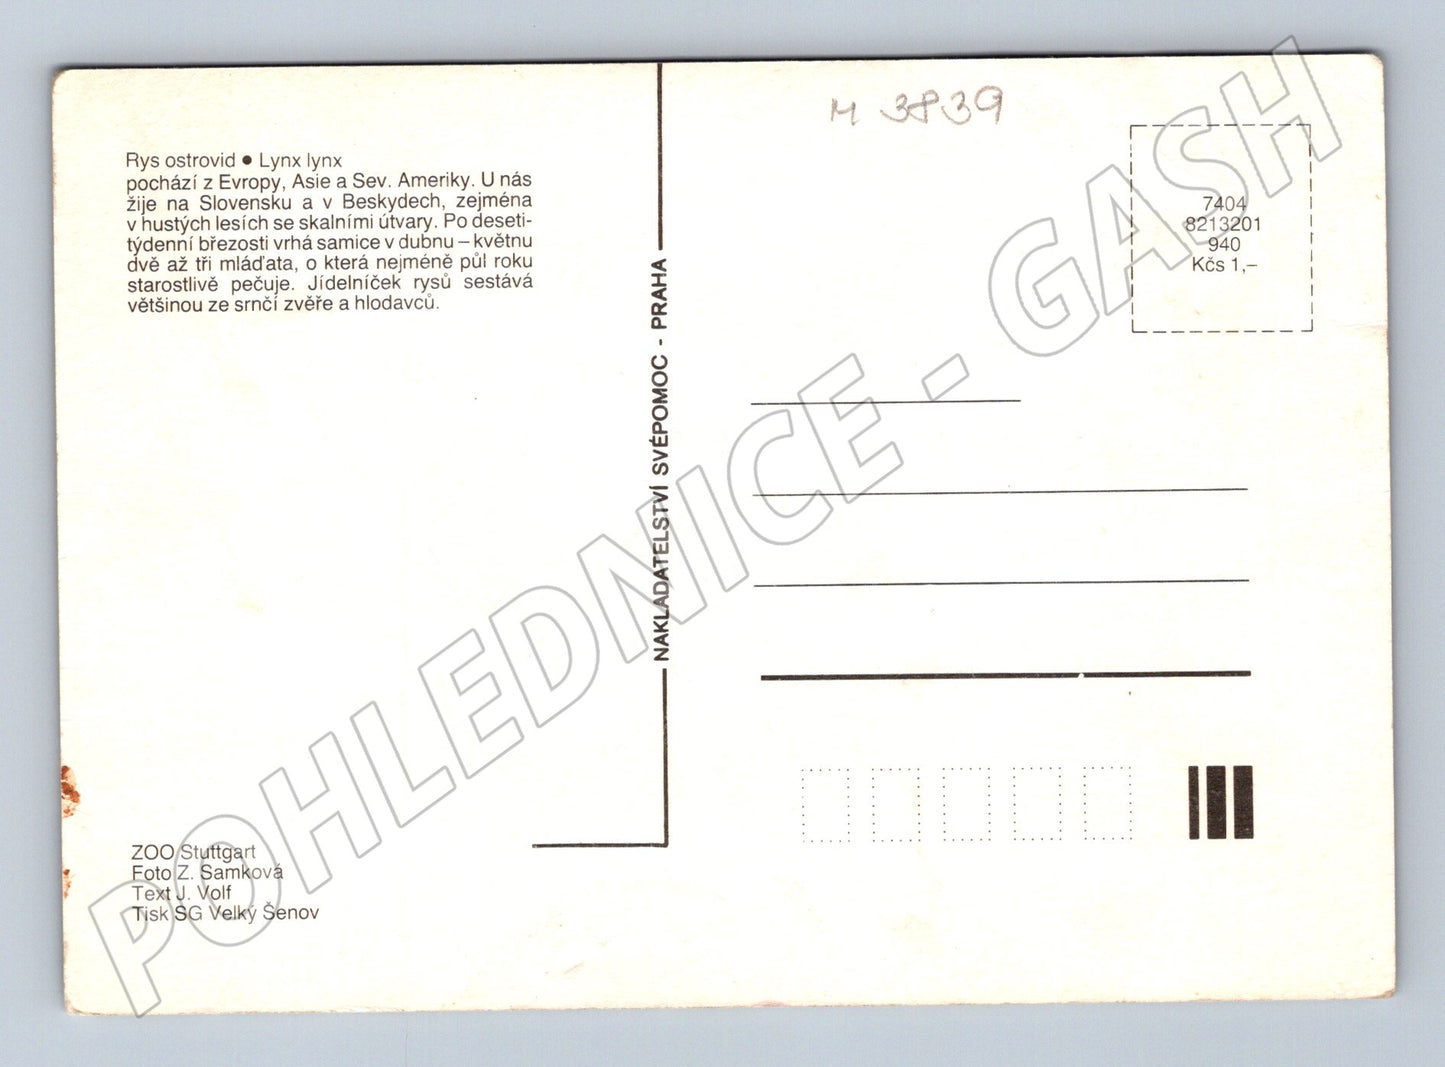 M 3839
Rys ostrovid ● Lynx lynx
pochází z Evropy, Asie a Sev. Ameriky. U nás
žije na Slovensku a v Beskydech, zejména
v hustých lesích se skalními útvary. Po deseti-
týdenní březosti vrhá samice v dubnu – květnu
dvě až tři mláďata, o která nejméně půl roku
starostlivě pečuje. Jídelníček rysů sestává
většinou ze srnčí zvěře a hlodavců.
7404
8213201
940
Kčs 1,–
NAKLADATELSTVÍ SVÉPOMOC - PRAHA
POHLEDNICE - GASH
ZOO Stuttgart
Foto Z. Samková
Text J. Volf
Tisk SG Velký Šenov